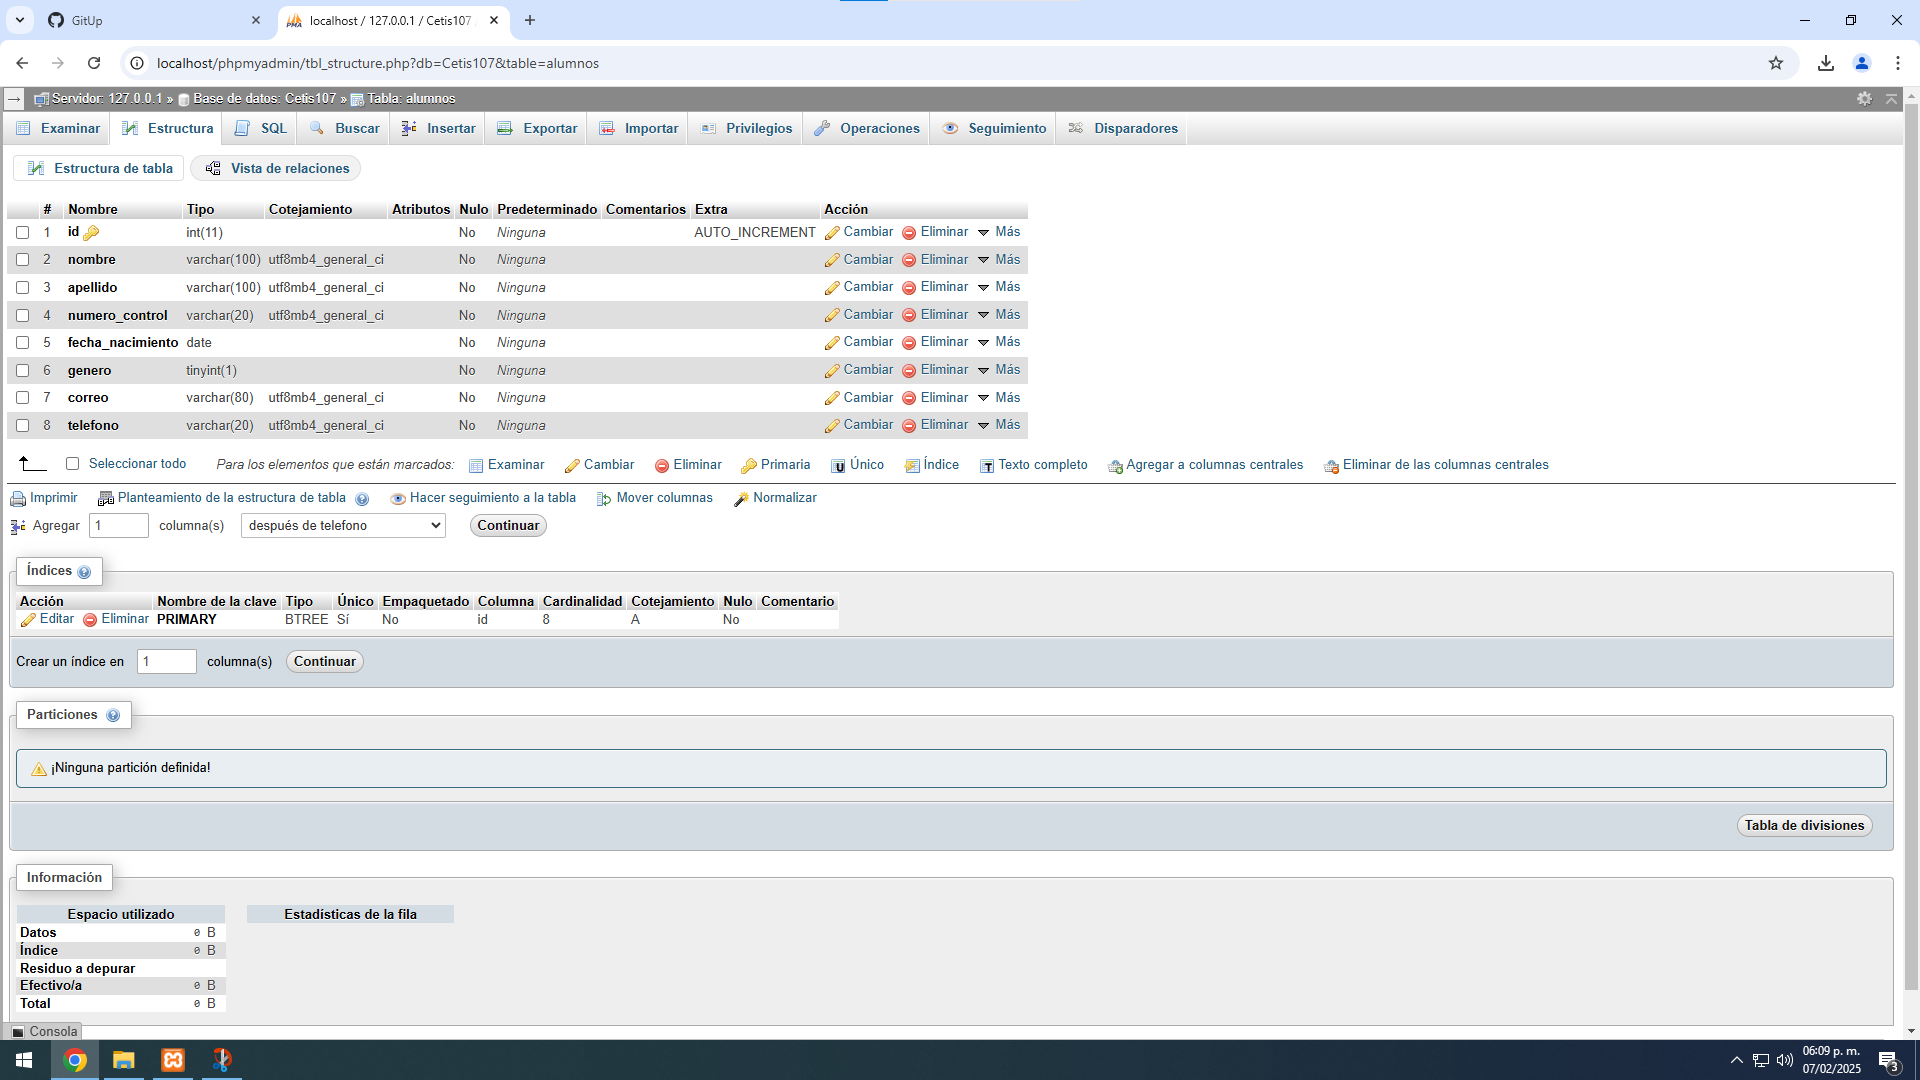 GitUp
localhost / 127.0.0.1 / Cetis107
localhost/phpmyadmin/tbl_structure.php?db=Cetis107&table=alumnos
Servidor: 127.0.0.1 » Base de datos: Cetis107 » Tabla: alumnos
Examinar Estructura SQL Buscar Insertar Exportar Importar Privilegios Operaciones Seguimiento Disparadores
Estructura de tabla Vista de relaciones
# Nombre Tipo Cotejamiento Atributos Nulo Predeterminado Comentarios Extra Acción
1 id int(11) No Ninguna AUTO_INCREMENT Cambiar Eliminar Más
2 nombre varchar(100) utf8mb4_general_ci No Ninguna Cambiar Eliminar Más
3 apellido varchar(100) utf8mb4_general_ci No Ninguna Cambiar Eliminar Más
4 numero_control varchar(20) utf8mb4_general_ci No Ninguna Cambiar Eliminar Más
5 fecha_nacimiento date No Ninguna Cambiar Eliminar Más
6 genero tinyint(1) No Ninguna Cambiar Eliminar Más
7 correo varchar(80) utf8mb4_general_ci No Ninguna Cambiar Eliminar Más
8 telefono varchar(20) utf8mb4_general_ci No Ninguna Cambiar Eliminar Más
Seleccionar todo Para los elementos que están marcados: Examinar Cambiar Eliminar Primaria Único Índice Texto completo Agregar a columnas centrales Eliminar de las columnas centrales
Imprimir Planteamiento de la estructura de tabla Hacer seguimiento a la tabla Mover columnas Normalizar
Agregar 1 columna(s) después de telefono Continuar
Índices
Acción Nombre de la clave Tipo Único Empaquetado Columna Cardinalidad Cotejamiento Nulo Comentario
Editar Eliminar PRIMARY BTREE Sí No id 8 A No
Crear un índice en 1 columna(s) Continuar
Particiones
¡Ninguna partición definida!
Tabla de divisiones
Información
Espacio utilizado Estadísticas de la fila
Datos 0 B
Índice 0 B
Residuo a depurar
Efectivo/a 0 B
Total 0 B
Consola
06:09 p. m.
07/02/2025
3